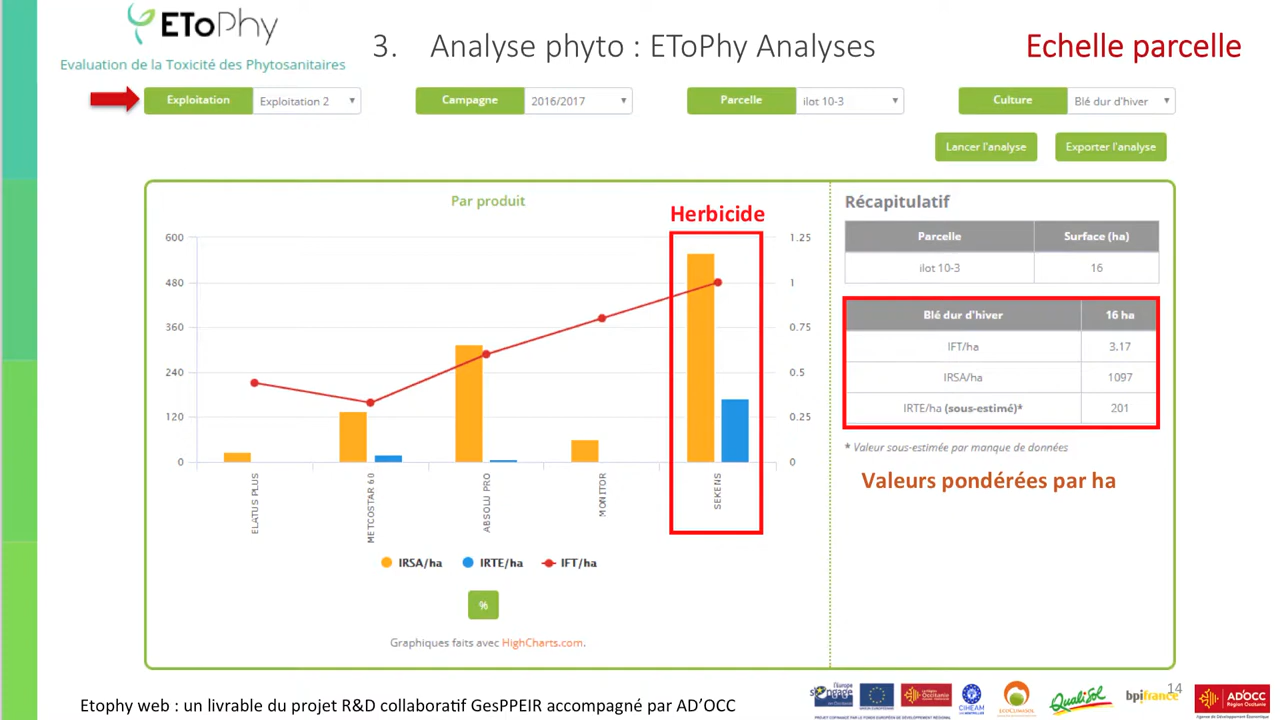 EToPhy
Evaluation de la Toxicité des Phytosanitaires
3. Analyse phyto : EToPhy Analyses
Echelle parcelle
Exploitation Exploitation 2
Campagne 2016/2017
Parcelle ilot 10-3
Culture Blé dur d'hiver
Lancer l'analyse
Exporter l'analyse
Par produit
Herbicide
600
480
360
240
120
0
1.25
1
0.75
0.5
0.25
0
ELATUS PLUS
METCOSTAR 60
ABSOLU PRO
MONITOR
SEKENS
IRSA/ha IRTE/ha IFT/ha
%
Graphiques faits avec HighCharts.com.
Récapitulatif
Parcelle Surface (ha)
ilot 10-3 16
Blé dur d'hiver 16 ha
IFT/ha 3.17
IRSA/ha 1097
IRTE/ha (sous-estimé)* 201
* Valeur sous-estimée par manque de données
Valeurs pondérées par ha
Etophy web : un livrable du projet R&D collaboratif GesPPEIR accompagné par AD'OCC
l'Europe s'engage
CIHEAM
QualiSol
bpifrance
14
AD'OCC
Région Occitanie